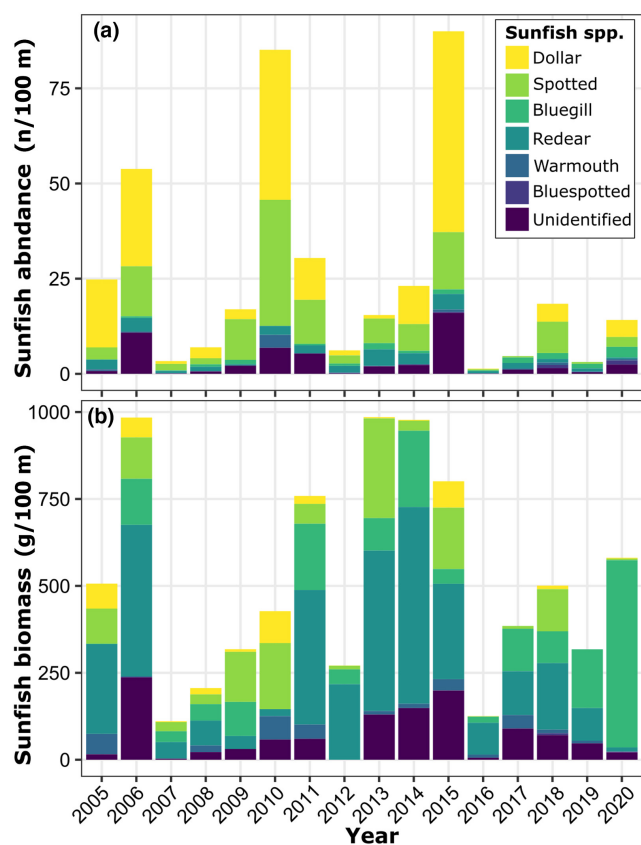 (a)
Sunfish abndance (n/100 m)
75
50
25
0
Sunfish spp.
Dollar
Spotted
Bluegill
Redear
Warmouth
Bluespotted
Unidentified
(b)
Sunfish biomass (g/100 m)
1000
750
500
250
0
2005 2006 2007 2008 2009 2010 2011 2012 2013 2014 2015 2016 2017 2018 2019 2020
Year